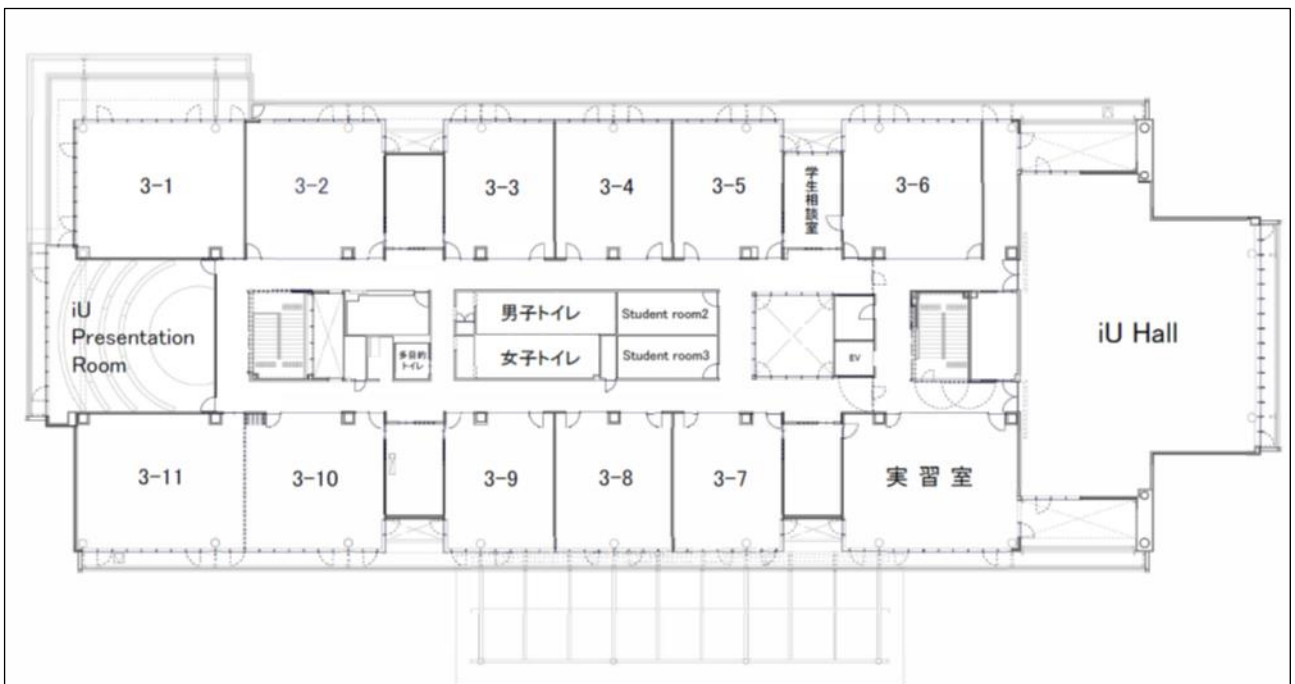 3-1
3-2
3-3
3-4
3-5
学生相談室
3-6
iU
Presentation
Room
男子トイレ
Student room2
女子トイレ
Student room3
多目的
トイレ
EV
iU Hall
3-11
3-10
3-9
3-8
3-7
実習室